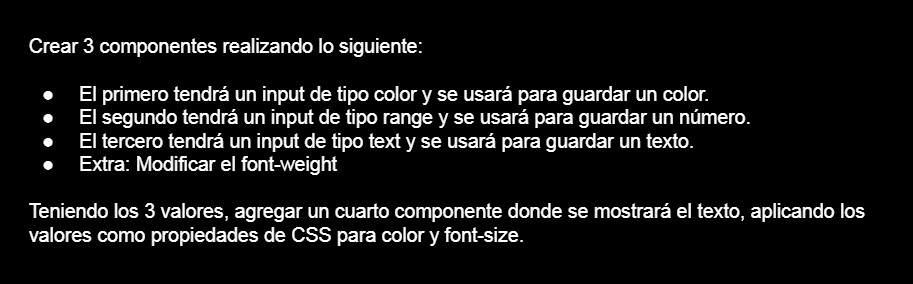 Crear 3 componentes realizando lo siguiente:
● El primero tendrá un input de tipo color y se usará para guardar un color.
● El segundo tendrá un input de tipo range y se usará para guardar un número.
● El tercero tendrá un input de tipo text y se usará para guardar un texto.
● Extra: Modificar el font-weight
Teniendo los 3 valores, agregar un cuarto componente donde se mostrará el texto, aplicando los
valores como propiedades de CSS para color y font-size.